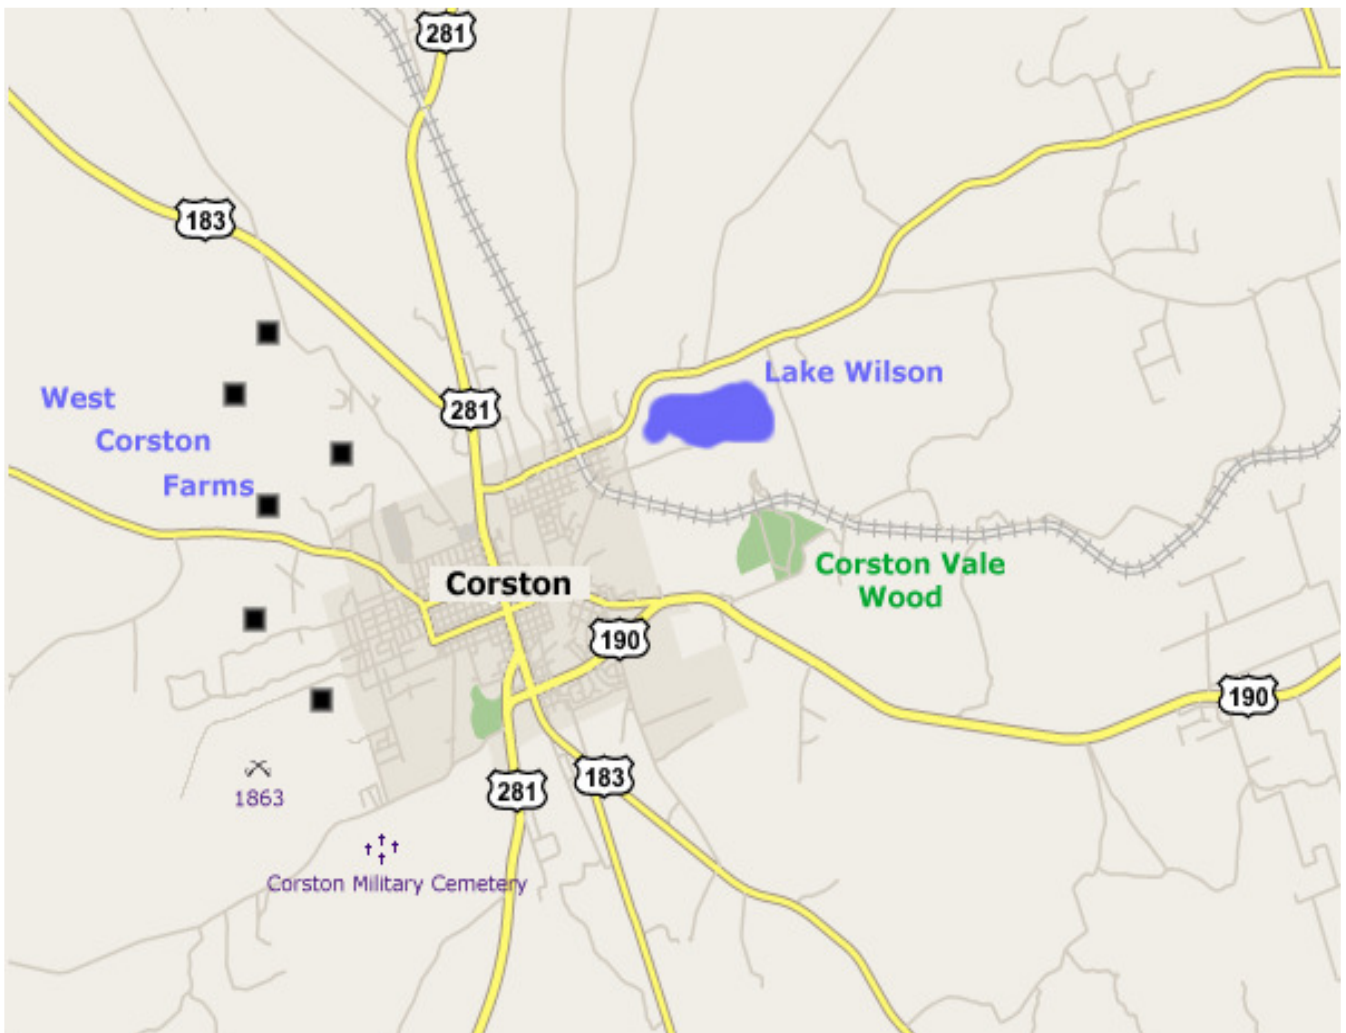 281
183
281
Lake Wilson
West
Corston
Farms
Corston Vale
Wood
Corston
190
190
183
281
1863
Corston Military Cemetery